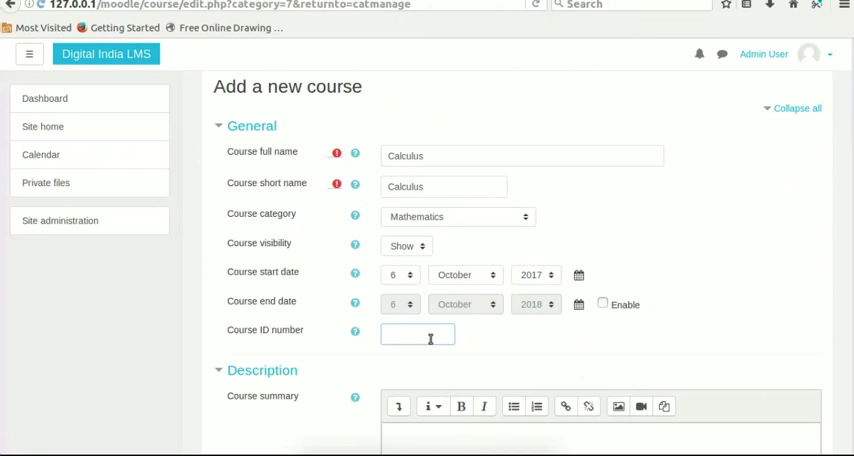 127.0.0.1/moodle/course/edit.php?category=7&returnto=catmanage
Search
Most Visited Getting Started Free Online Drawing ...
Digital India LMS
Admin User
Dashboard
Site home
Calendar
Private files
Site administration
Add a new course
Collapse all
General
Course full name ! ? Calculus
Course short name ! ? Calculus
Course category ? Mathematics
Course visibility ? Show
Course start date ? 6 October 2017
Course end date ? 6 October 2018 Enable
Course ID number ?
Description
Course summary ?
i B I